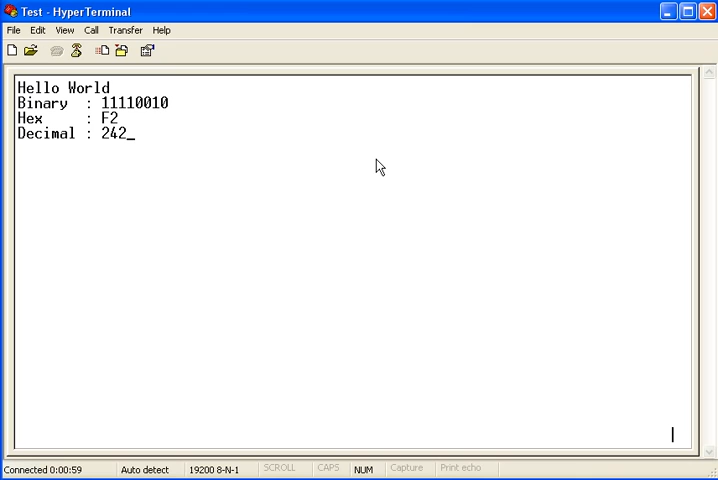 Test - HyperTerminal
File Edit View Call Transfer Help
Hello World
Binary  : 11110010
Hex     : F2
Decimal : 242_
Connected 0:00:59 Auto detect 19200 8-N-1 SCROLL CAPS NUM Capture Print echo